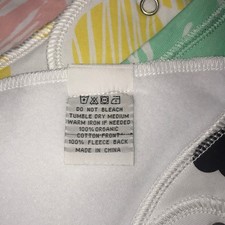 DO NOT BLEACH
TUMBLE DRY MEDIUM
WARM IRON IF NEEDED
100% ORGANIC
COTTON FRONT
100% FLEECE BACK
MADE IN CHINA